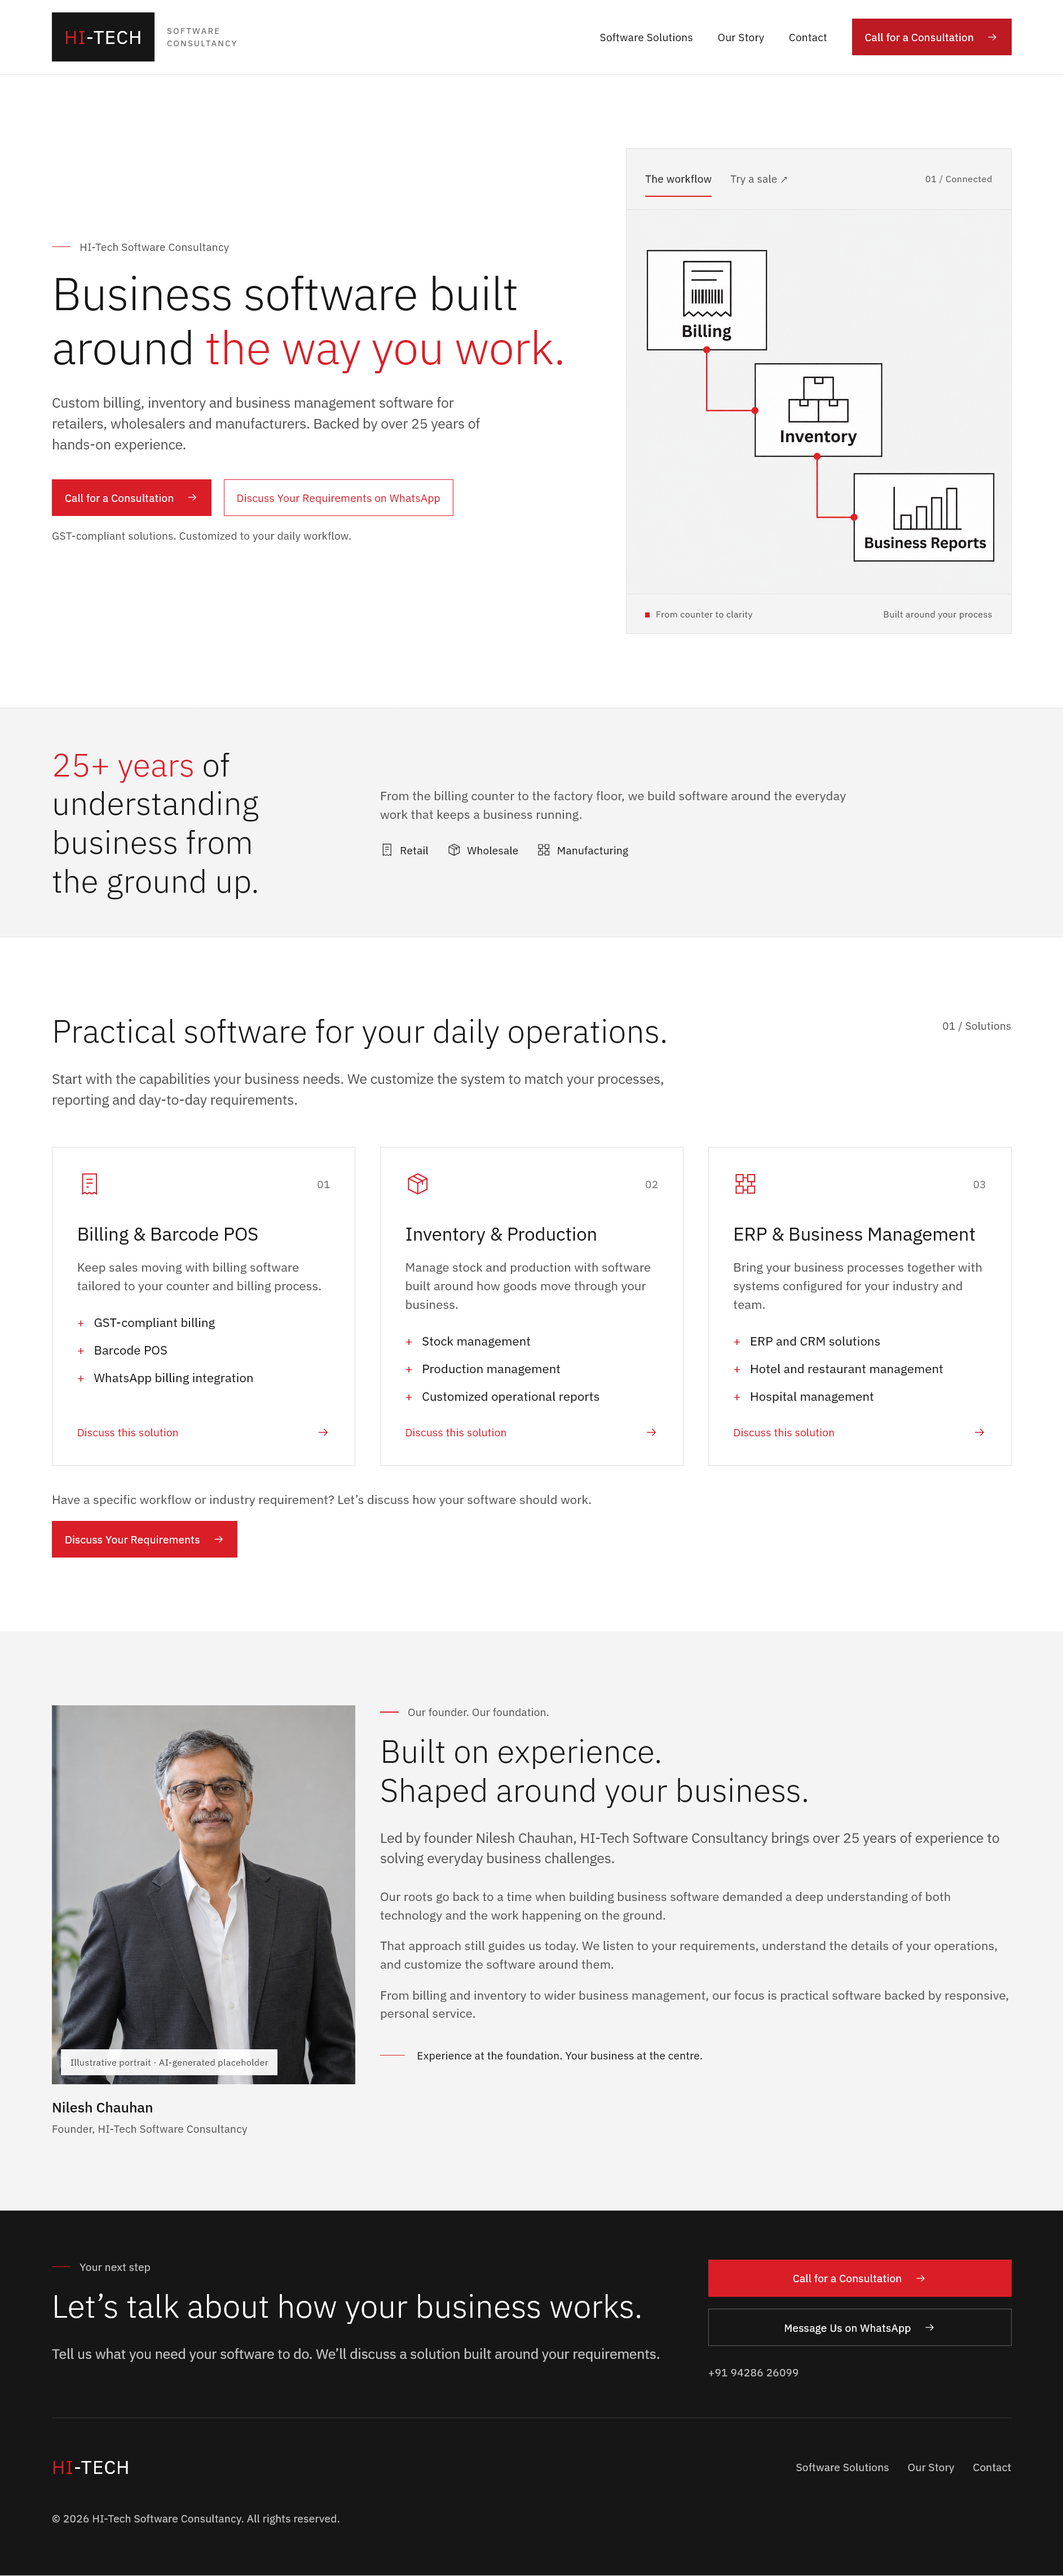 HI-TECH
SOFTWARE
CONSULTANCY
Software Solutions
Our Story
Contact
Call for a Consultation →
The workflow
Try a sale ↗
01 / Connected
HI-Tech Software Consultancy
Business software built
around the way you work.
Custom billing, inventory and business management software for
retailers, wholesalers and manufacturers. Backed by over 25 years of
hands-on experience.
Call for a Consultation →
Discuss Your Requirements on WhatsApp
GST-compliant solutions. Customized to your daily workflow.
Billing
Inventory
Business Reports
From counter to clarity
Built around your process
25+ years of
understanding
business from
the ground up.
From the billing counter to the factory floor, we build software around the everyday
work that keeps a business running.
Retail
Wholesale
Manufacturing
Practical software for your daily operations.
01 / Solutions
Start with the capabilities your business needs. We customize the system to match your processes,
reporting and day-to-day requirements.
01
Billing & Barcode POS
Keep sales moving with billing software
tailored to your counter and billing process.
+ GST-compliant billing
+ Barcode POS
+ WhatsApp billing integration
Discuss this solution →
02
Inventory & Production
Manage stock and production with software
built around how goods move through your
business.
+ Stock management
+ Production management
+ Customized operational reports
Discuss this solution →
03
ERP & Business Management
Bring your business processes together with
systems configured for your industry and
team.
+ ERP and CRM solutions
+ Hotel and restaurant management
+ Hospital management
Discuss this solution →
Have a specific workflow or industry requirement? Let’s discuss how your software should work.
Discuss Your Requirements →
Illustrative portrait · AI-generated placeholder
Nilesh Chauhan
Founder, HI-Tech Software Consultancy
Our founder. Our foundation.
Built on experience.
Shaped around your business.
Led by founder Nilesh Chauhan, HI-Tech Software Consultancy brings over 25 years of experience to
solving everyday business challenges.
Our roots go back to a time when building business software demanded a deep understanding of both
technology and the work happening on the ground.
That approach still guides us today. We listen to your requirements, understand the details of your operations,
and customize the software around them.
From billing and inventory to wider business management, our focus is practical software backed by responsive,
personal service.
Experience at the foundation. Your business at the centre.
Your next step
Let’s talk about how your business works.
Tell us what you need your software to do. We’ll discuss a solution built around your requirements.
Call for a Consultation →
Message Us on WhatsApp →
+91 94286 26099
HI-TECH
Software Solutions
Our Story
Contact
© 2026 HI-Tech Software Consultancy. All rights reserved.